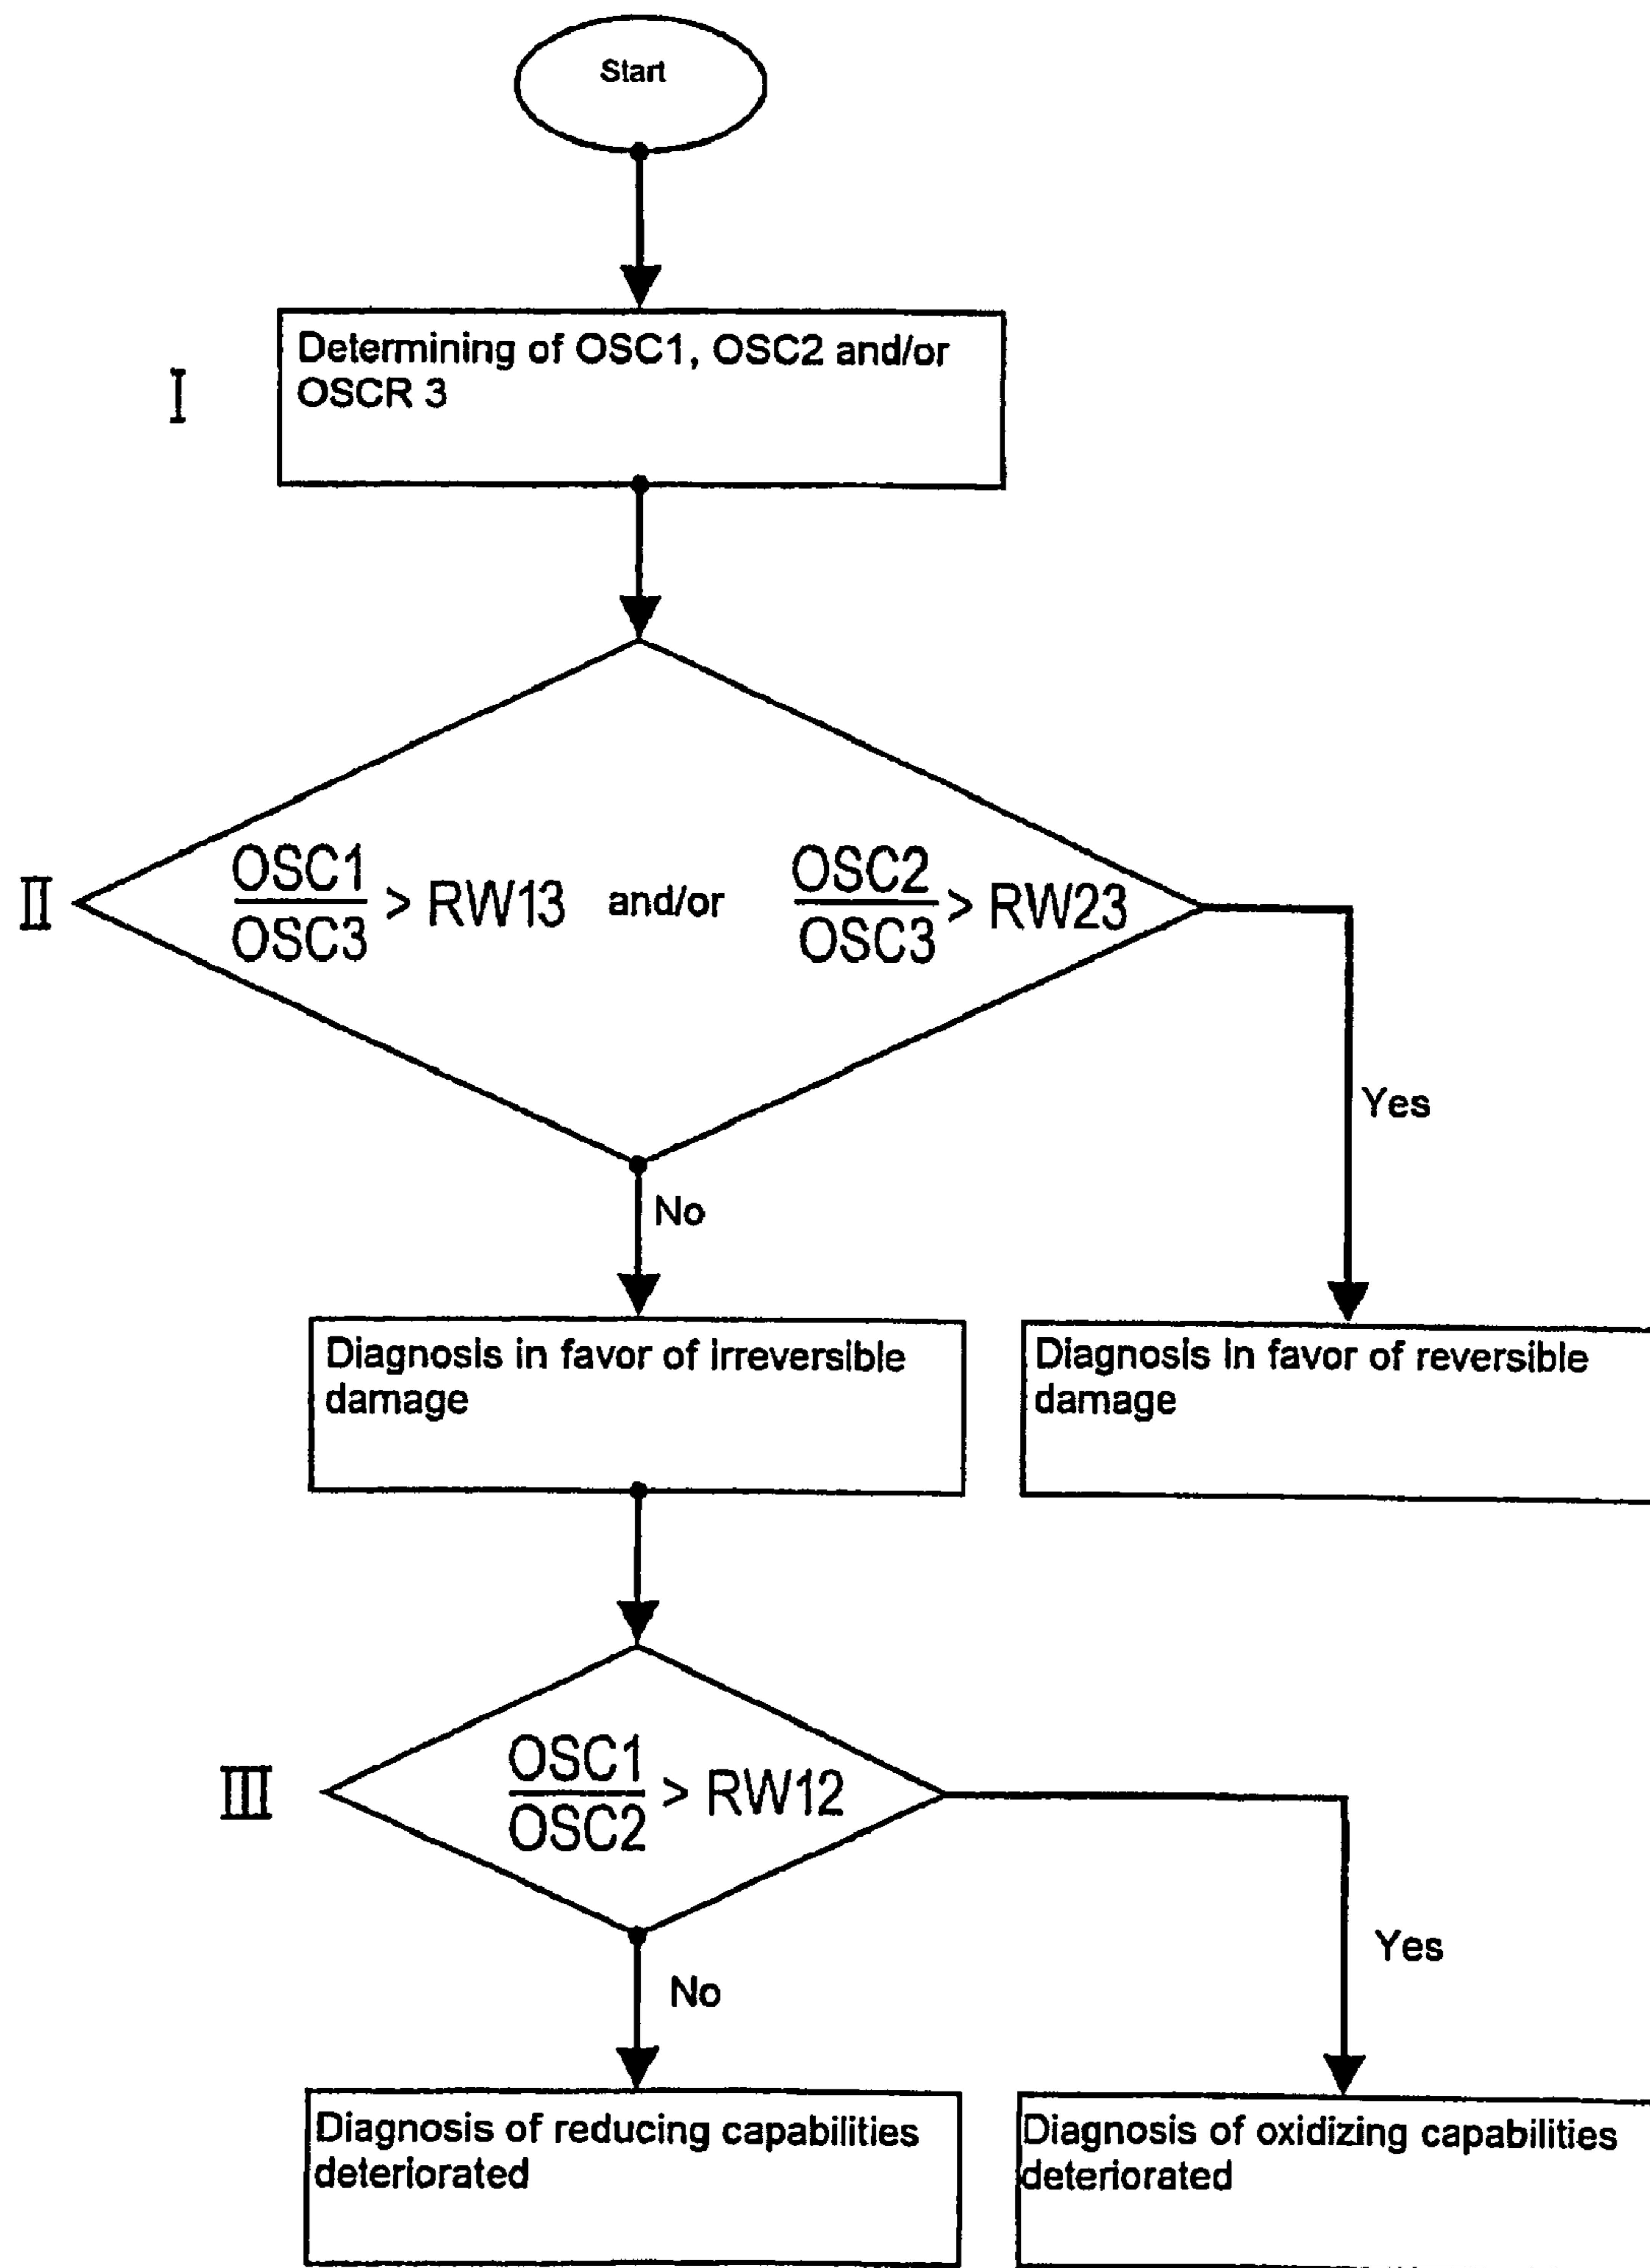 Start
I
Determining of OSC1, OSC2 and/or
OSCR 3
II
OSC1
OSC3
> RW13
and/or
OSC2
OSC3
> RW23
Yes
No
Diagnosis in favor of irreversible
damage
Diagnosis in favor of reversible
damage
III
OSC1
OSC2
> RW12
Yes
No
Diagnosis of reducing capabilities
deteriorated
Diagnosis of oxidizing capabilities
deteriorated